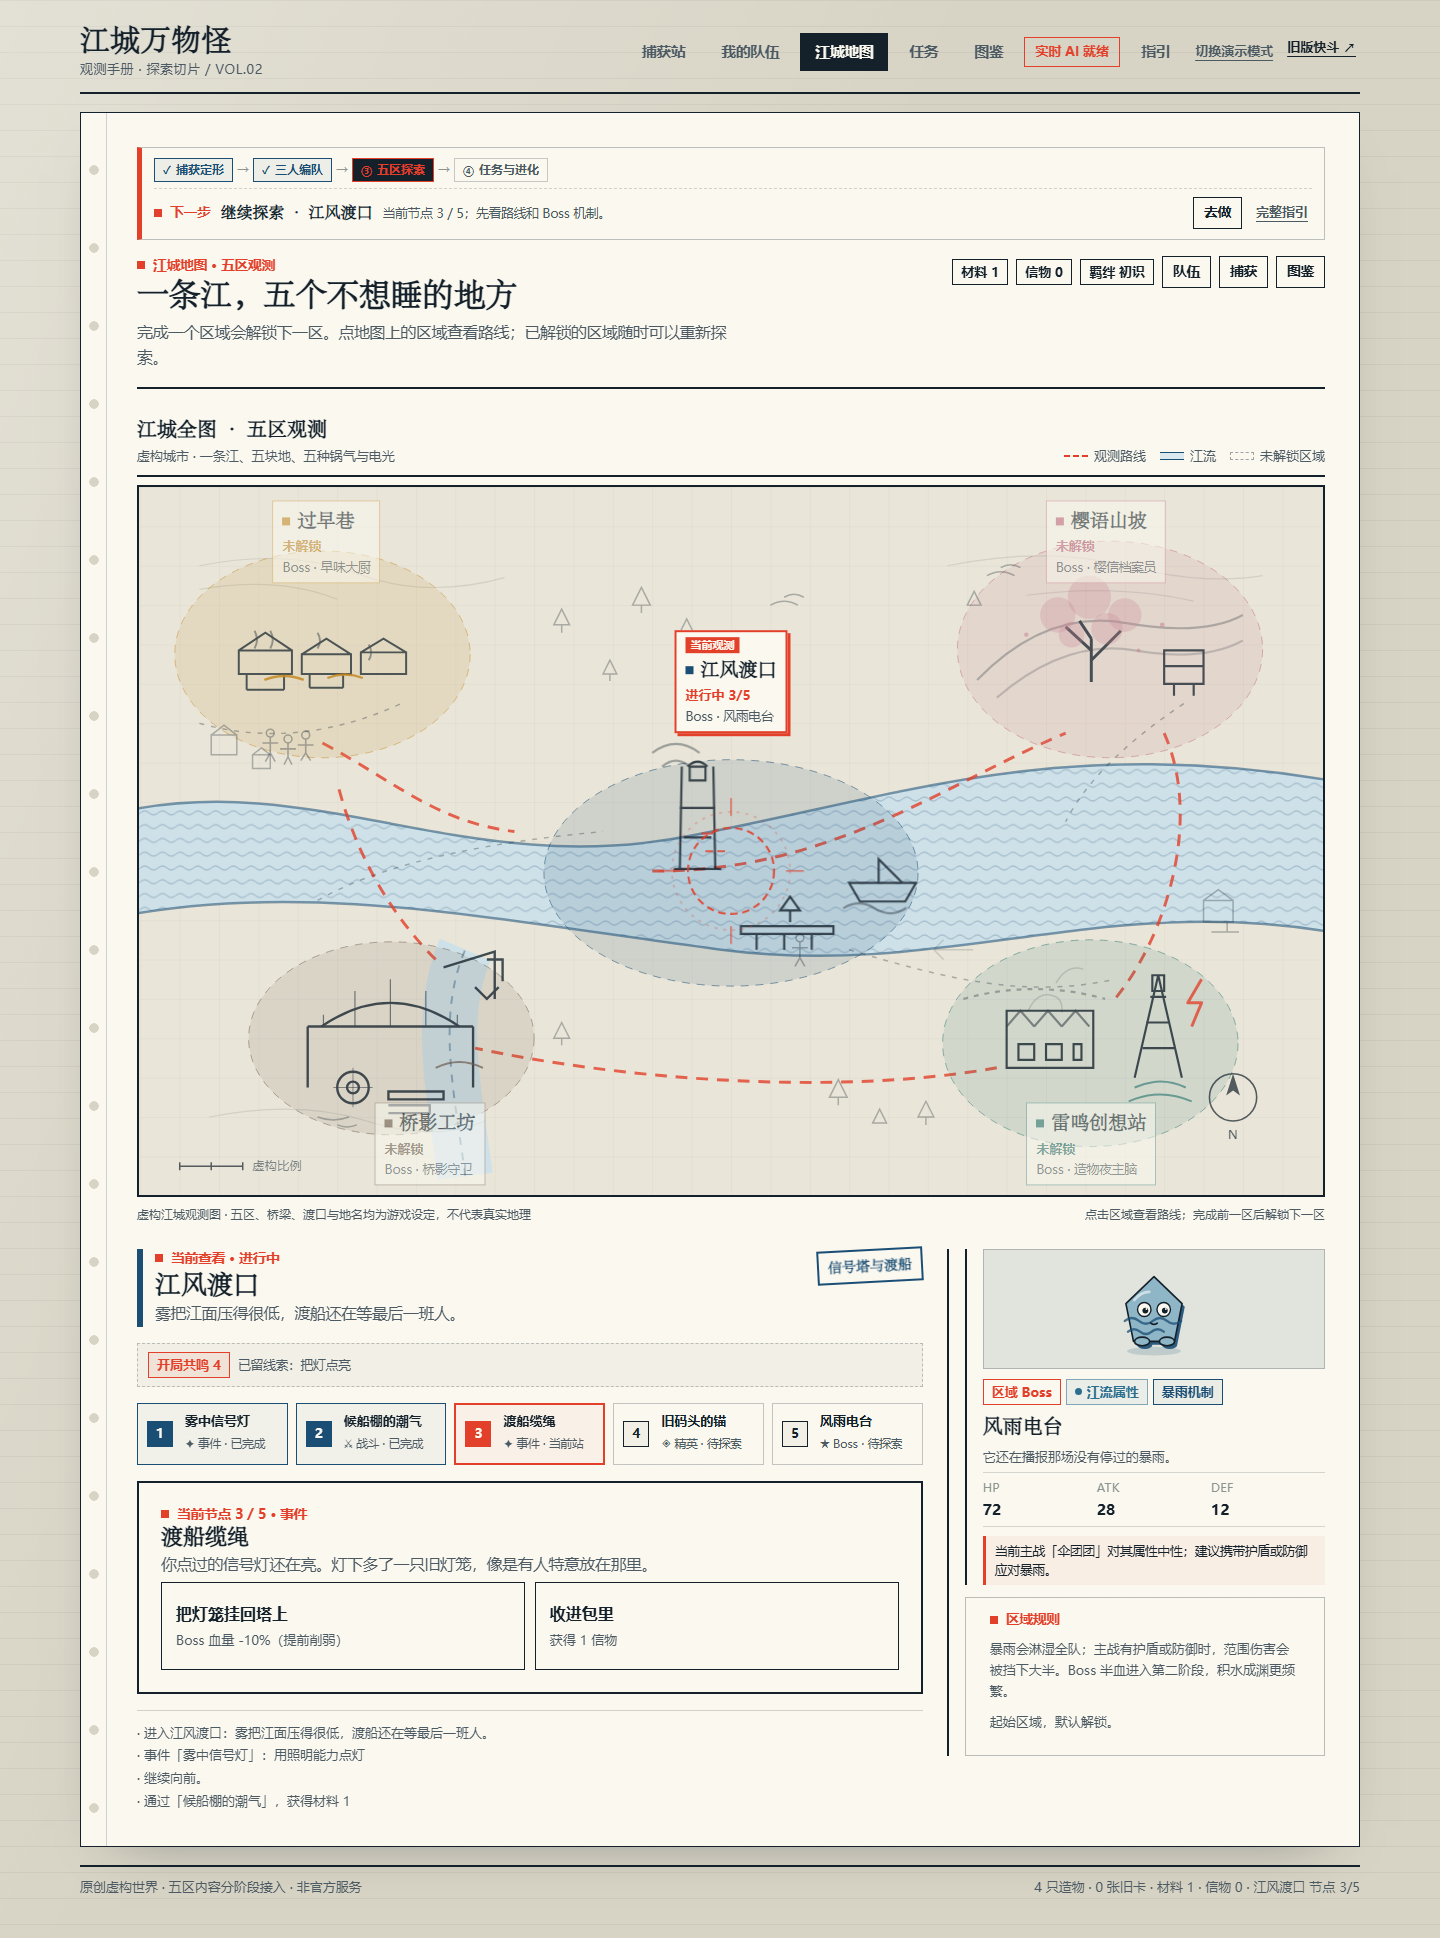 江城万物怪
观测手册 · 探索切片 / VOL.02
捕获站 我的队伍 江城地图 任务 图鉴 实时 AI 就绪 指引 切换演示模式 旧版快斗 ↗
✓ 捕获定形 → ✓ 三人编队 → ③ 五区探索 → ④ 任务与进化
下一步 继续探索 · 江风渡口 当前节点 3 / 5；先看路线和 Boss 机制。 去做 完整指引
江城地图 • 五区观测
材料 1 信物 0 羁绊 初识 队伍 捕获 图鉴
一条江，五个不想睡的地方
完成一个区域会解锁下一区。点地图上的区域查看路线；已解锁的区域随时可以重新探
索。
江城全图 · 五区观测
虚构城市 · 一条江、五块地、五种锅气与电光
观测路线 江流 未解锁区域
过早巷
未解锁
Boss · 早味大厨
樱语山坡
未解锁
Boss · 樱信档案员
当前观测
江风渡口
进行中 3/5
Boss · 风雨电台
桥影工坊
未解锁
Boss · 桥影守卫
雷鸣创想站
未解锁
Boss · 造物夜主脑
N
虚构比例
虚构江城观测图 · 五区、桥梁、渡口与地名均为游戏设定，不代表真实地理
点击区域查看路线；完成前一区后解锁下一区
当前查看 • 进行中
江风渡口
雾把江面压得很低，渡船还在等最后一班人。
信号塔与渡船
开局共鸣 4 已留线索：把灯点亮
1 雾中信号灯
✦ 事件 · 已完成
2 候船棚的潮气
⚔ 战斗 · 已完成
3 渡船缆绳
✦ 事件 · 当前站
4 旧码头的锚
◈ 精英 · 待探索
5 风雨电台
★ Boss · 待探索
当前节点 3 / 5 • 事件
渡船缆绳
你点过的信号灯还在亮。灯下多了一只旧灯笼，像是有人特意放在那里。
把灯笼挂回塔上
Boss 血量 -10%（提前削弱）
收进包里
获得 1 信物
· 进入江风渡口：雾把江面压得很低，渡船还在等最后一班人。
· 事件「雾中信号灯」：用照明能力点灯
· 继续向前。
· 通过「候船棚的潮气」，获得材料 1
区域 Boss • 江流属性 暴雨机制
风雨电台
它还在播报那场没有停过的暴雨。
HP ATK DEF
72 28 12
当前主战「伞团团」对其属性中性；建议携带护盾或防御
应对暴雨。
区域规则
暴雨会淋湿全队；主战有护盾或防御时，范围伤害会
被挡下大半。Boss 半血进入第二阶段，积水成渊更频
繁。
起始区域，默认解锁。
原创虚构世界 · 五区内容分阶段接入 · 非官方服务
4 只造物 · 0 张旧卡 · 材料 1 · 信物 0 · 江风渡口 节点 3/5